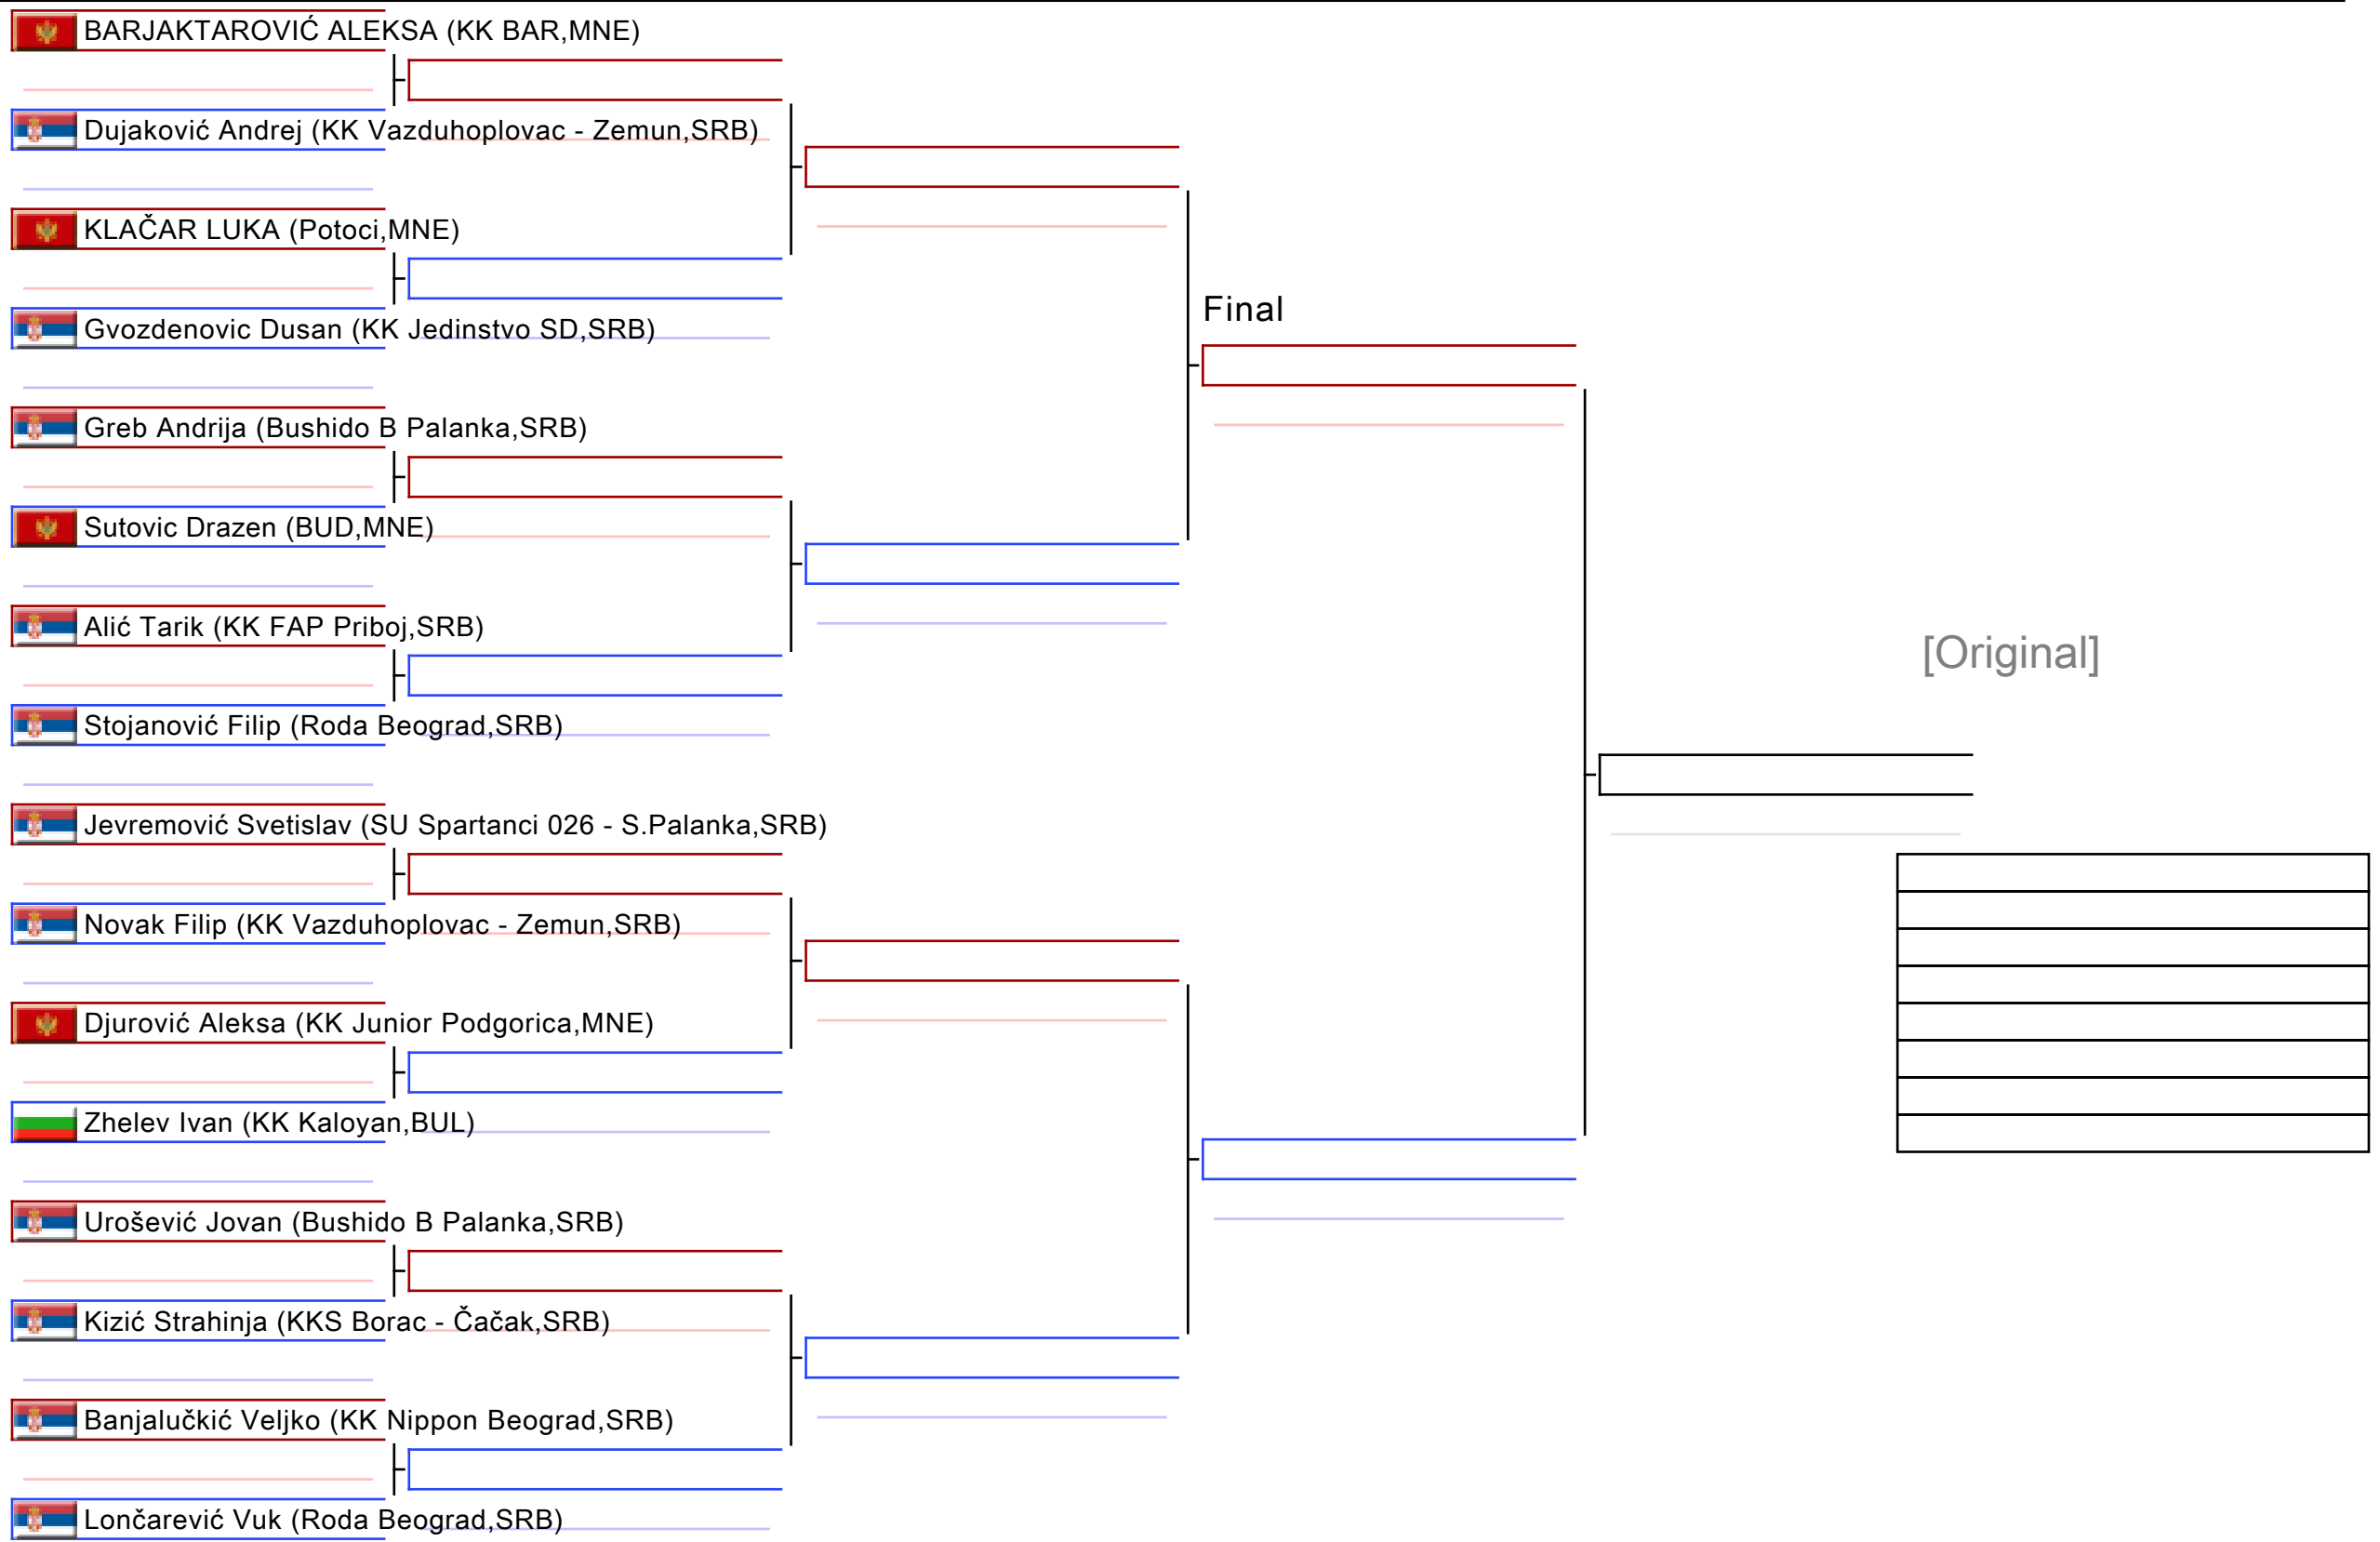 BARJAKTAROVIĆ ALEKSA (KK BAR,MNE)
Dujaković Andrej (KK Vazduhoplovac - Zemun,SRB)
KLAČAR LUKA (Potoci,MNE)
Final
Gvozdenovic Dusan (KK Jedinstvo SD,SRB)
Greb Andrija (Bushido B Palanka,SRB)
Sutovic Drazen (BUD,MNE)
Alić Tarik (KK FAP Priboj,SRB)
[Original]
Stojanović Filip (Roda Beograd,SRB)
Jevremović Svetislav (SU Spartanci 026 - S.Palanka,SRB)
Novak Filip (KK Vazduhoplovac - Zemun,SRB)
Djurović Aleksa (KK Junior Podgorica,MNE)
Zhelev Ivan (KK Kaloyan,BUL)
Urošević Jovan (Bushido B Palanka,SRB)
Kizić Strahinja (KKS Borac - Čačak,SRB)
Banjalučkić Veljko (KK Nippon Beograd,SRB)
Lončarević Vuk (Roda Beograd,SRB)